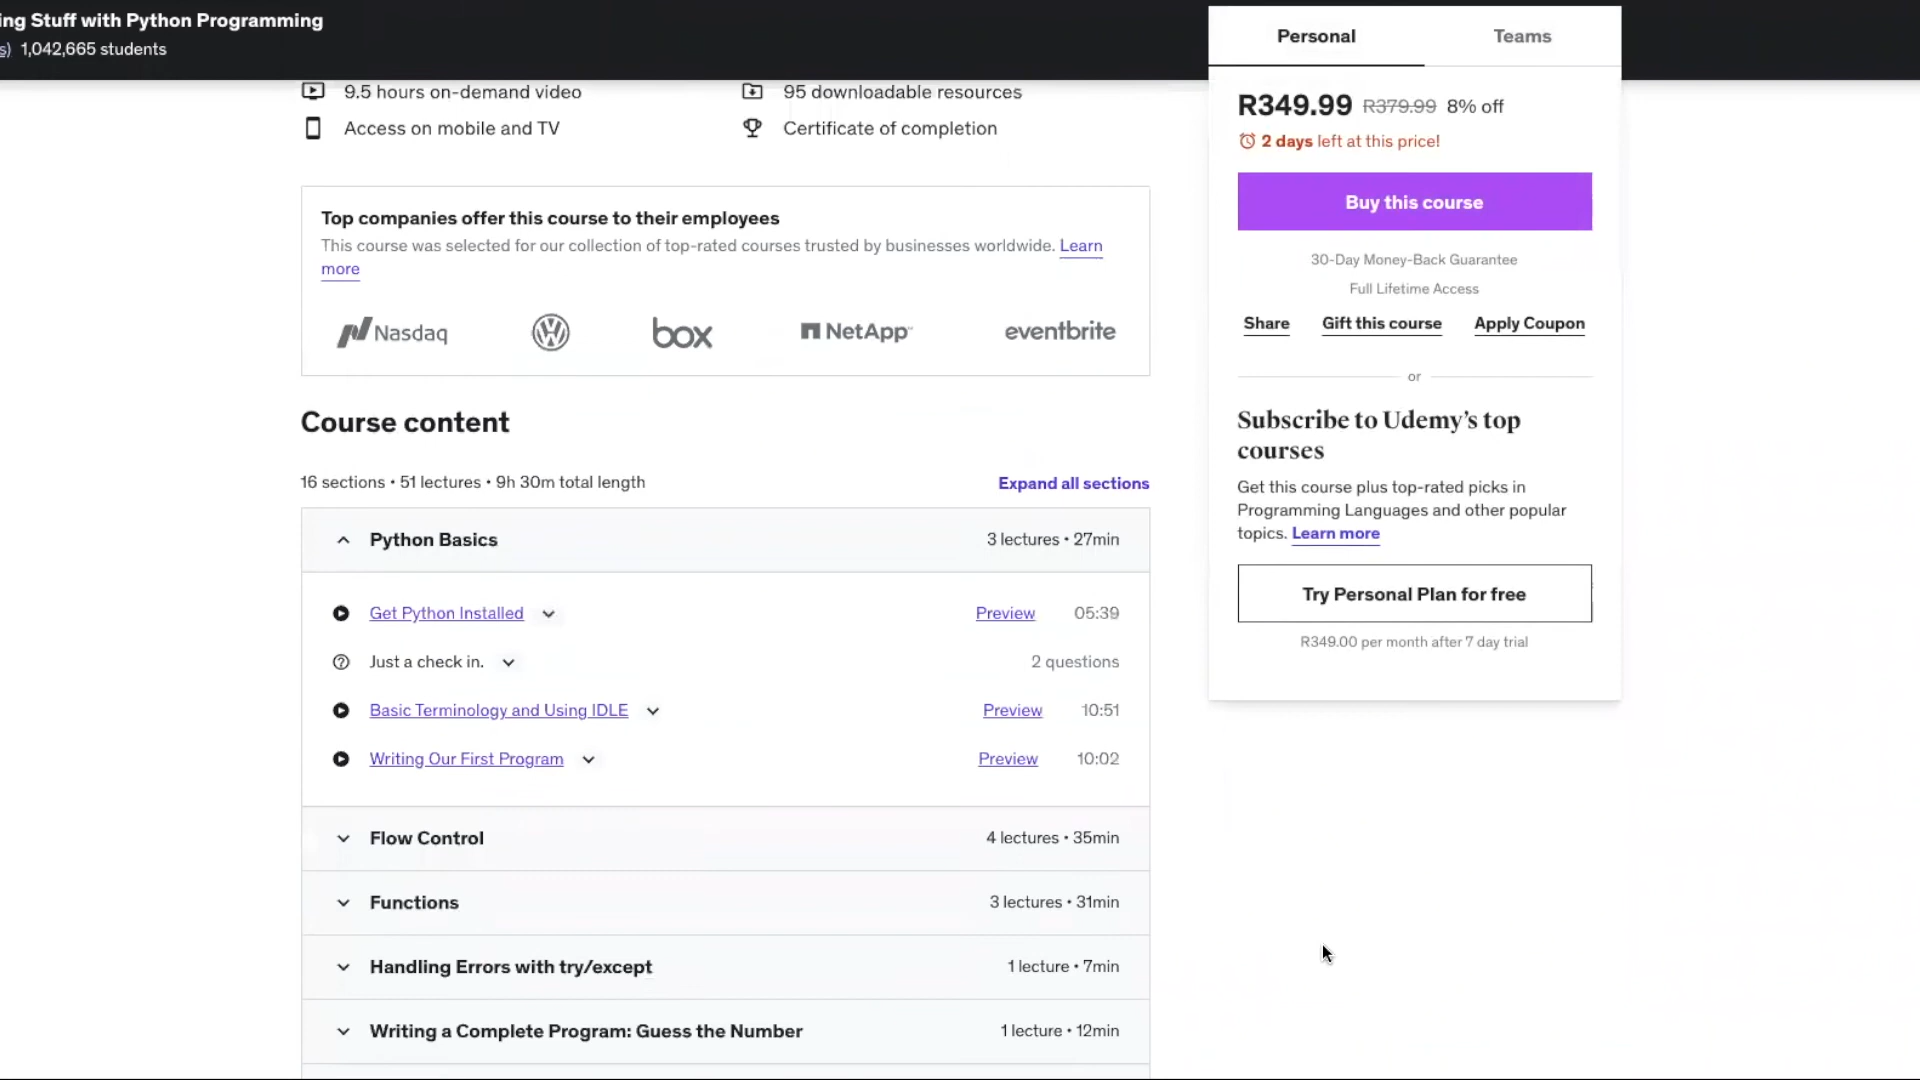 ing Stuff with Python Programming
s) 1,042,665 students
9.5 hours on-demand video
95 downloadable resources
Access on mobile and TV
Certificate of completion
Top companies offer this course to their employees
This course was selected for our collection of top-rated courses trusted by businesses worldwide. Learn
more
Nasdaq
box
NetApp
eventbrite
Course content
16 sections • 51 lectures • 9h 30m total length
Expand all sections
Python Basics
3 lectures • 27min
Get Python Installed
Preview
05:39
Just a check in.
2 questions
Basic Terminology and Using IDLE
Preview
10:51
Writing Our First Program
Preview
10:02
Flow Control
4 lectures • 35min
Functions
3 lectures • 31min
Handling Errors with try/except
1 lecture • 7min
Writing a Complete Program: Guess the Number
1 lecture • 12min
Personal
Teams
R349.99 R379.99 8% off
2 days left at this price!
Buy this course
30-Day Money-Back Guarantee
Full Lifetime Access
Share
Gift this course
Apply Coupon
or
Subscribe to Udemy's top
courses
Get this course plus top-rated picks in
Programming Languages and other popular
topics. Learn more
Try Personal Plan for free
R349.00 per month after 7 day trial